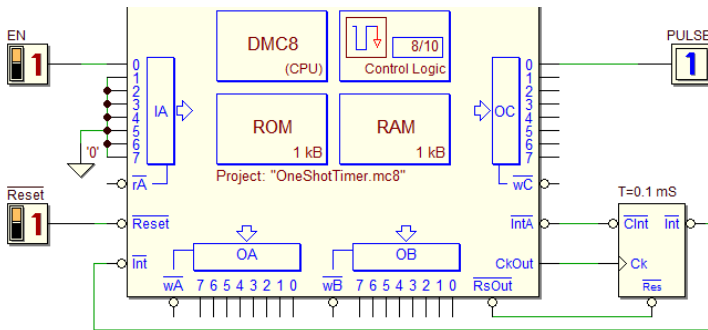 EN
1
0
1
2
3
4
5
6
7
'0'
IA
rA
DMC8
(CPU)
8/10
Control Logic
ROM
1 kB
RAM
1 kB
Project: "OneShotTimer.mc8"
0
1
2
3
4
5
6
7
OC
wC
PULSE
1
Reset
1
Reset
Int
OA
wA 7 6 5 4 3 2 1 0
OB
wB 7 6 5 4 3 2 1 0
IntA
CkOut
RsOut
T=0.1 mS
CInt Int
Ck
Res